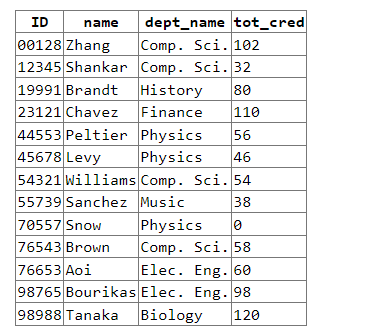 ID name dept_name tot_cred
00128 Zhang Comp. Sci. 102
12345 Shankar Comp. Sci. 32
19991 Brandt History 80
23121 Chavez Finance 110
44553 Peltier Physics 56
45678 Levy Physics 46
54321 Williams Comp. Sci. 54
55739 Sanchez Music 38
70557 Snow Physics 0
76543 Brown Comp. Sci. 58
76653 Aoi Elec. Eng. 60
98765 Bourikas Elec. Eng. 98
98988 Tanaka Biology 120